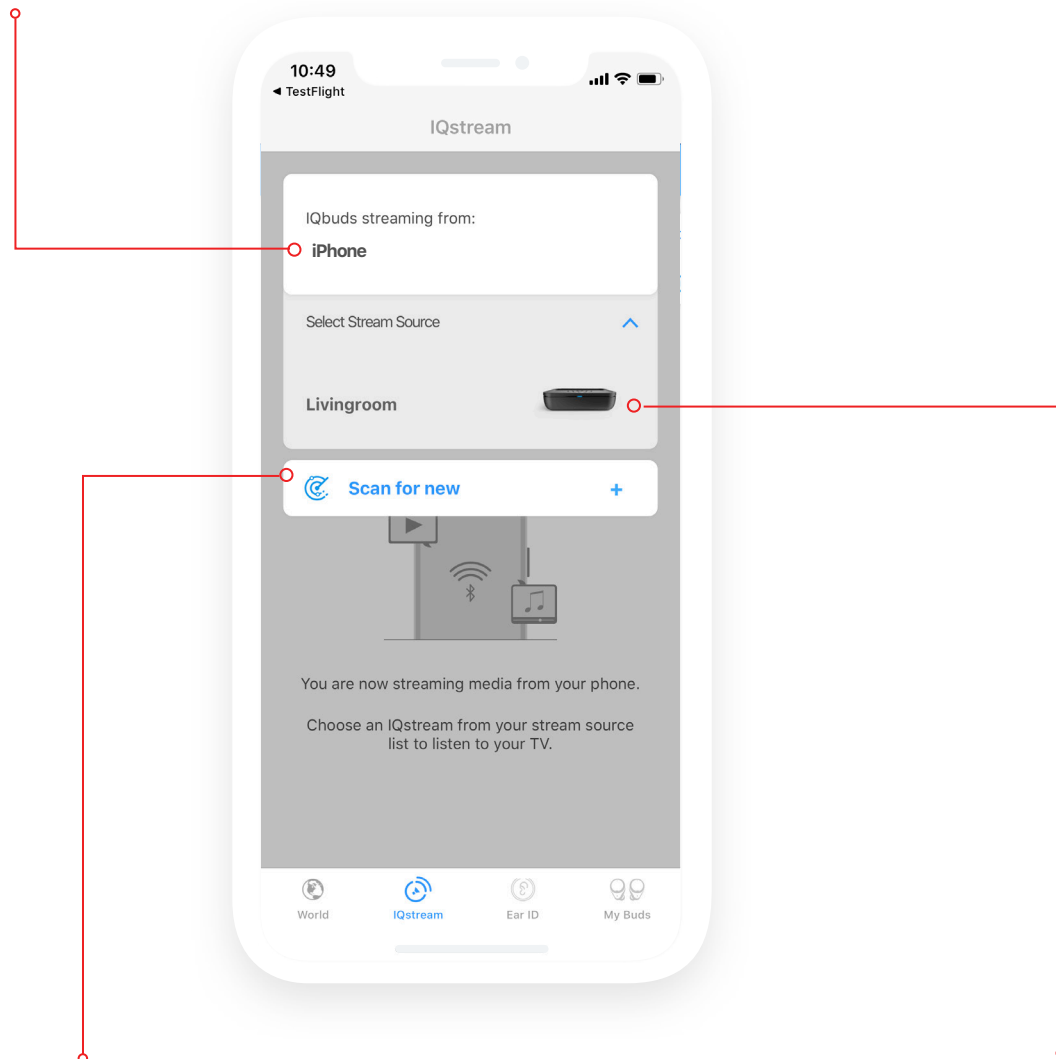 10:49
◀ TestFlight
IQstream
IQbuds streaming from:
iPhone
Select Stream Source
Livingroom
Scan for new +
You are now streaming media from your phone.
Choose an IQstream from your stream source
list to listen to your TV.
World IQstream Ear ID My Buds